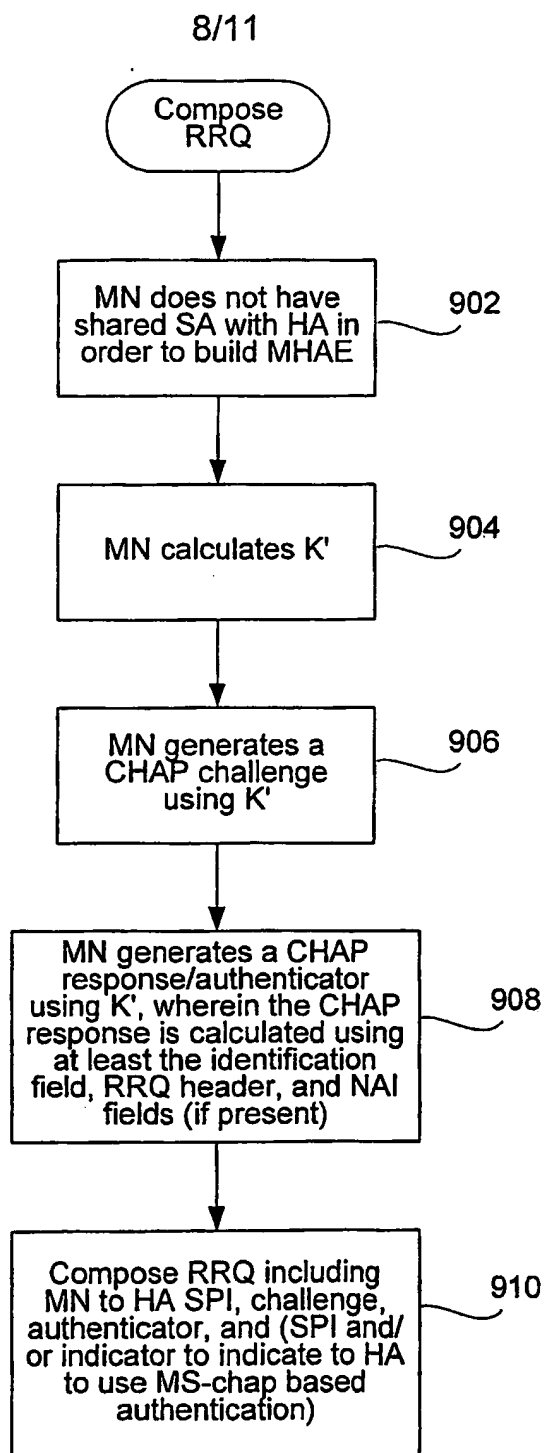 8/11
Compose
RRQ
MN does not have
shared SA with HA in
order to build MHAE
902
MN calculates K'
904
MN generates a
CHAP challenge
using K'
906
MN generates a CHAP
response/authenticator
using K', wherein the CHAP
response is calculated using
at least the identification
field, RRQ header, and NAI
fields (if present)
908
Compose RRQ including
MN to HA SPI, challenge,
authenticator, and (SPI and/
or indicator to indicate to HA
to use MS-chap based
authentication)
910